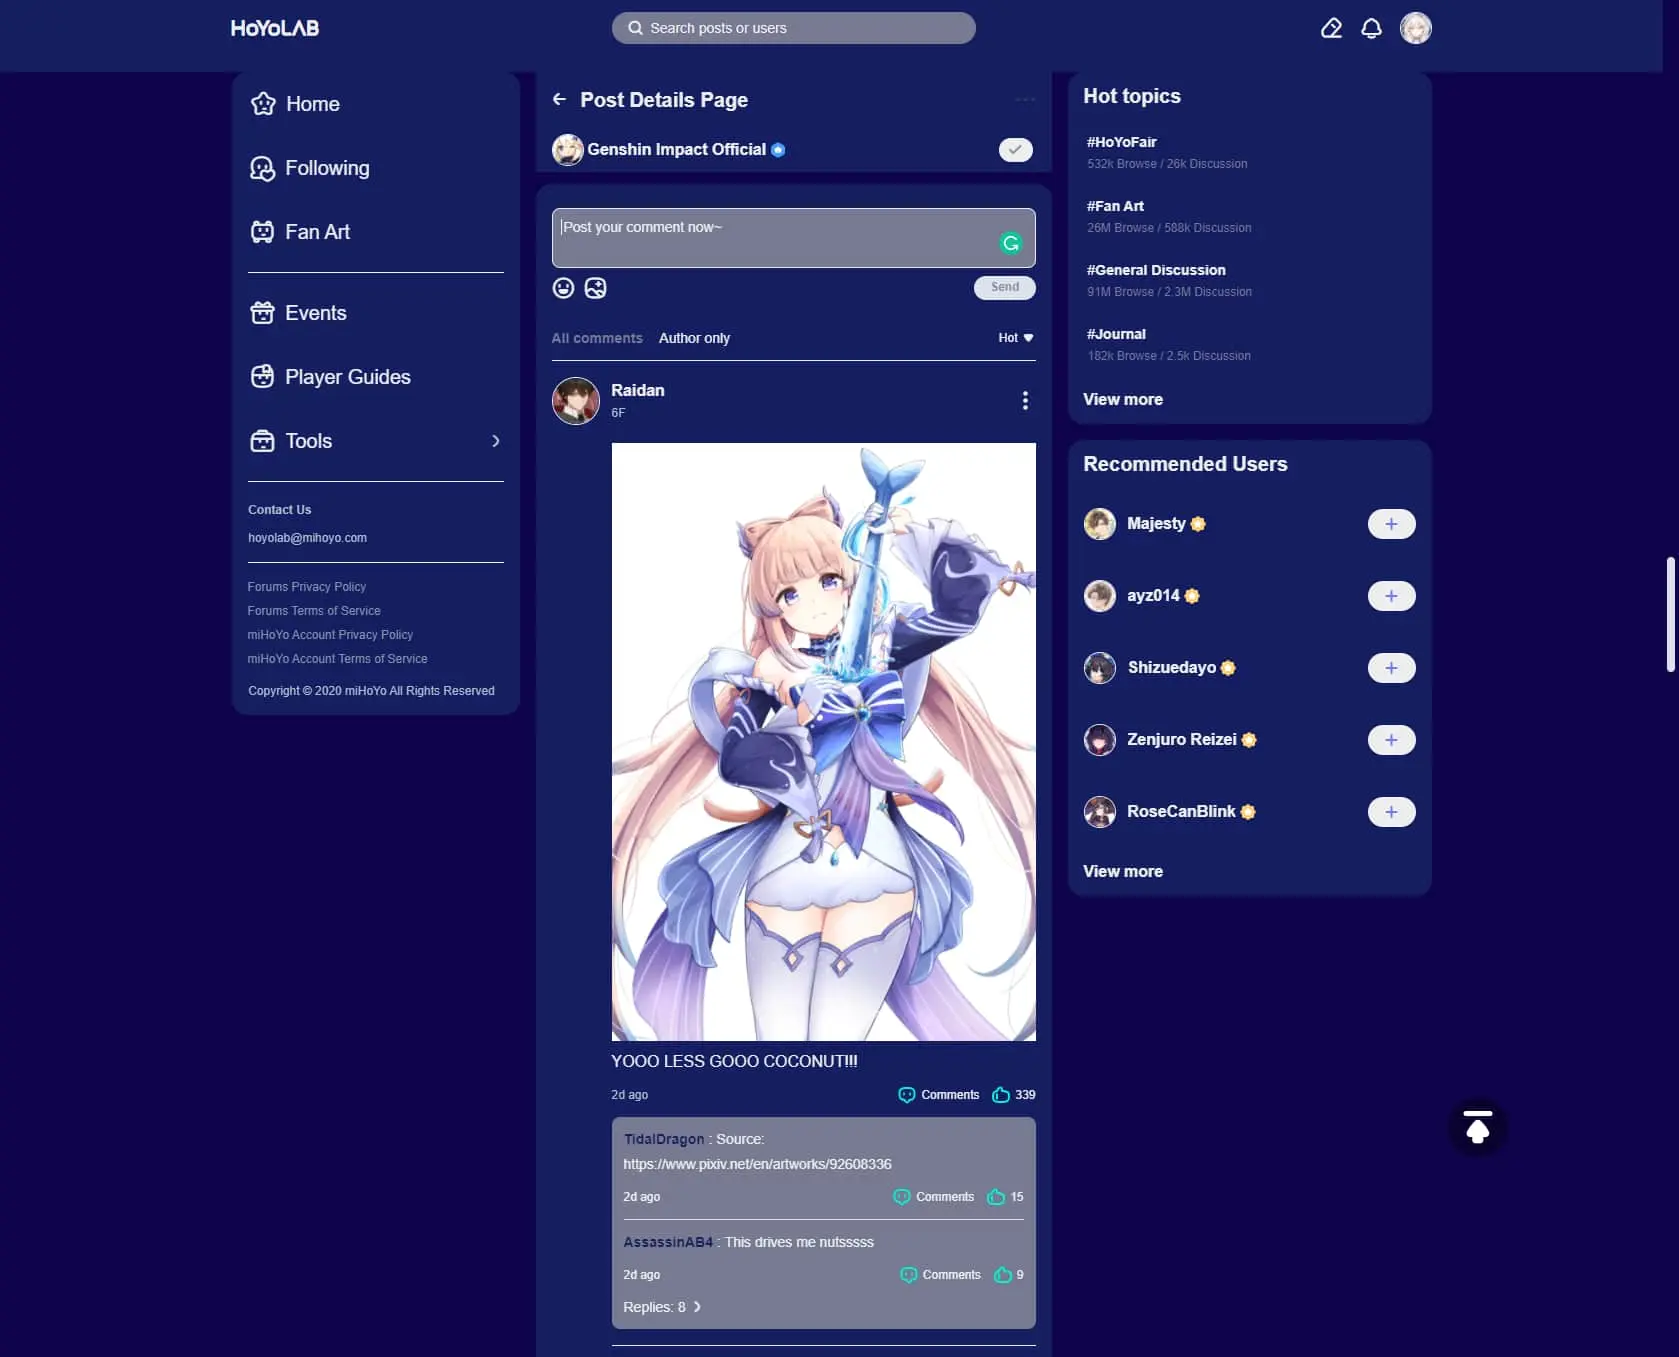 HoYoLAB
Search posts or users
Home
Following
Fan Art
Events
Player Guides
Tools
Contact Us
hoyolab@mihoyo.com
Forums Privacy Policy
Forums Terms of Service
miHoYo Account Privacy Policy
miHoYo Account Terms of Service
Copyright © 2020 miHoYo All Rights Reserved
Post Details Page
Genshin Impact Official
Post your comment now~
Send
All comments Author only Hot
Raidan
6F
YOOO LESS GOOO COCONUT!!!
2d ago Comments 339
TidalDragon : Source:
https://www.pixiv.net/en/artworks/92608336
2d ago Comments 15
AssassinAB4 : This drives me nutsssss
2d ago Comments 9
Replies: 8
Hot topics
#HoYoFair
532k Browse / 26k Discussion
#Fan Art
26M Browse / 588k Discussion
#General Discussion
91M Browse / 2.3M Discussion
#Journal
182k Browse / 2.5k Discussion
View more
Recommended Users
Majesty
ayz014
Shizuedayo
Zenjuro Reizei
RoseCanBlink
View more